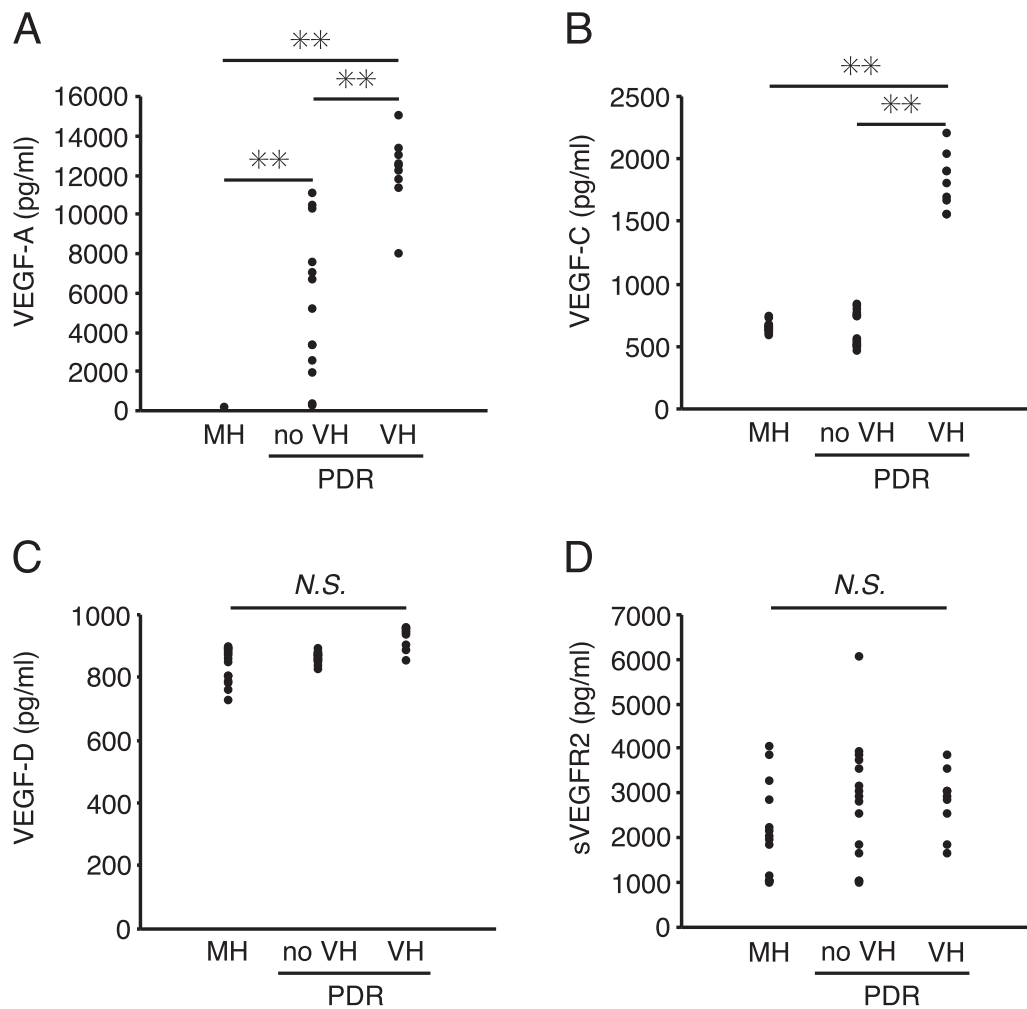 A
VEGF-A (pg/ml)
16000
14000
12000
10000
8000
6000
4000
2000
0
✳✳
✳✳
✳✳
MH no VH VH
PDR
B
VEGF-C (pg/ml)
2500
2000
1500
1000
500
0
✳✳
✳✳
MH no VH VH
PDR
C
VEGF-D (pg/ml)
1000
800
600
400
200
0
N.S.
MH no VH VH
PDR
D
sVEGFR2 (pg/ml)
7000
6000
5000
4000
3000
2000
1000
0
N.S.
MH no VH VH
PDR